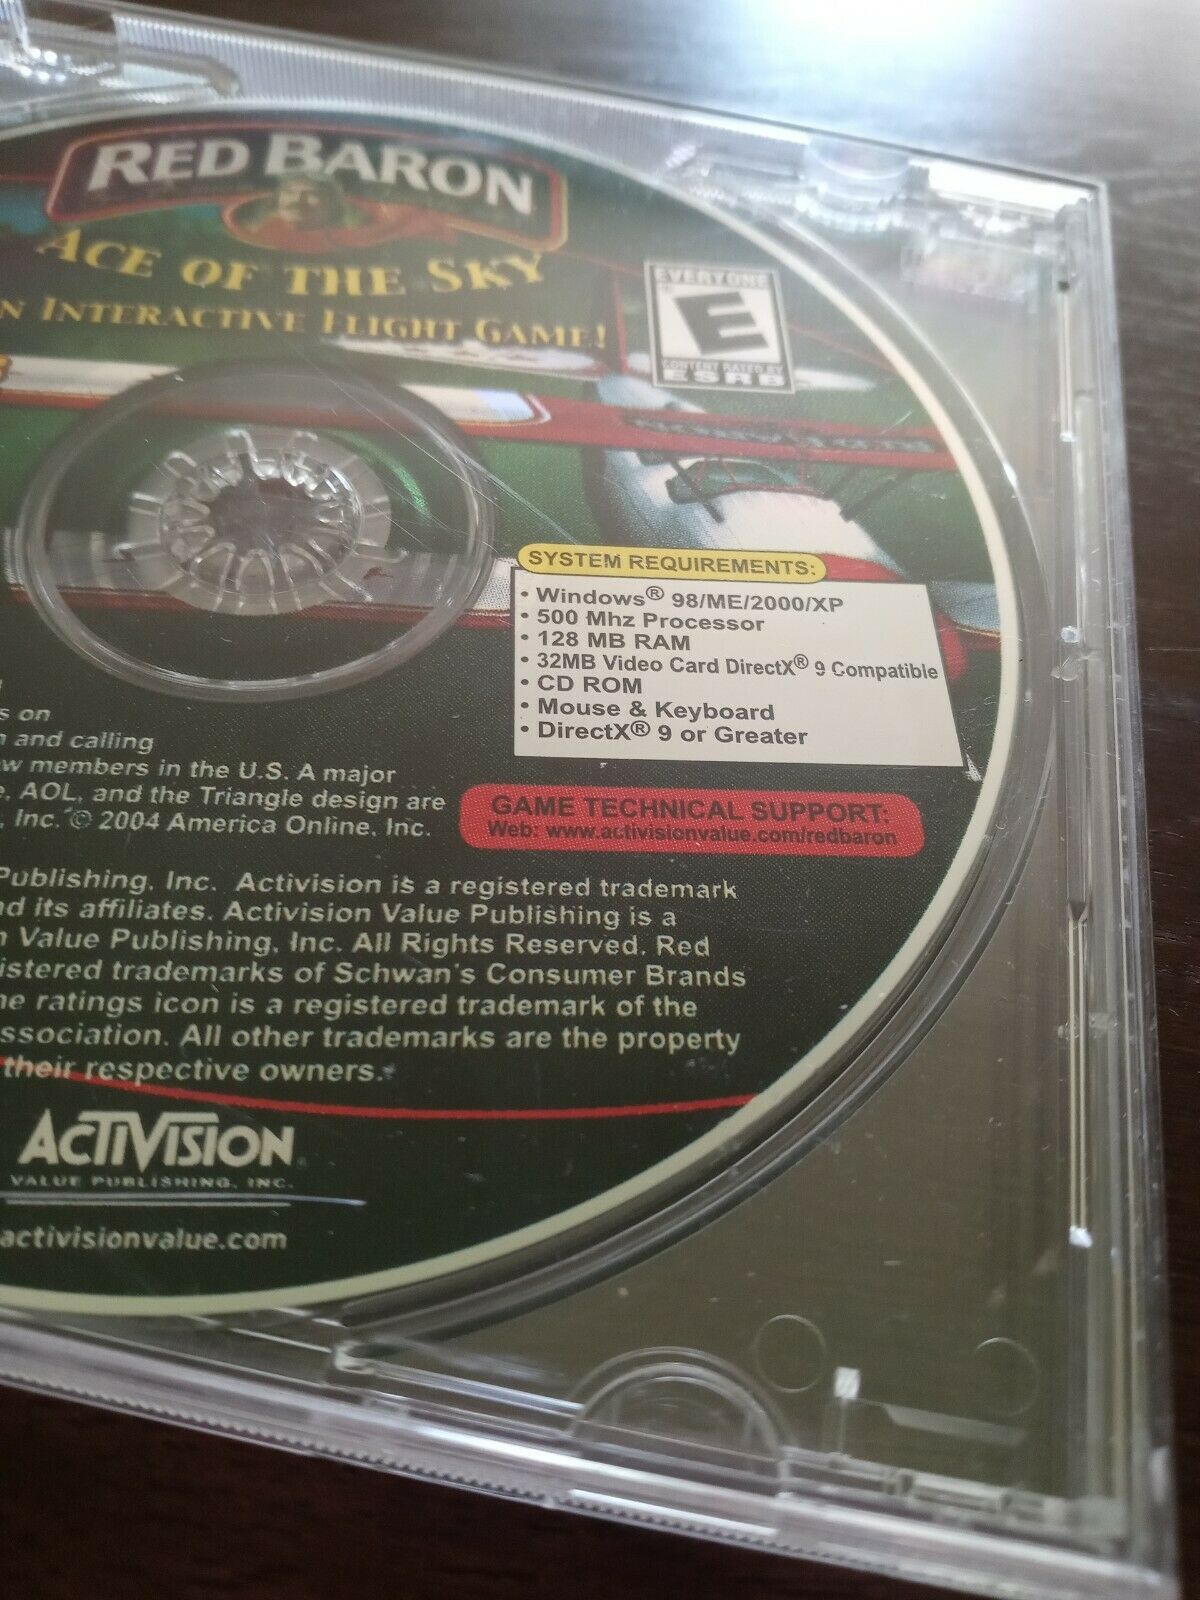 RED BARON
ACE OF THE SKY
INTERACTIVE FLIGHT GAME!
EVERYONE
E
CONTENT RATED BY
ESRB
SYSTEM REQUIREMENTS:
• Windows® 98/ME/2000/XP
• 500 Mhz Processor
• 128 MB RAM
• 32MB Video Card DirectX® 9 Compatible
• CD ROM
• Mouse & Keyboard
• DirectX® 9 or Greater
s on
and calling
members in the U.S. A major
AOL, and the Triangle design are
, Inc. © 2004 America Online, Inc.
GAME TECHNICAL SUPPORT:
Web: www.activisionvalue.com/redbaron
Publishing, Inc. Activision is a registered trademark
its affiliates. Activision Value Publishing is a
Value Publishing, Inc. All Rights Reserved. Red
istered trademarks of Schwan's Consumer Brands
ratings icon is a registered trademark of the
ssociation. All other trademarks are the property
their respective owners.
ACTIVISION
VALUE PUBLISHING, INC.
activisionvalue.com